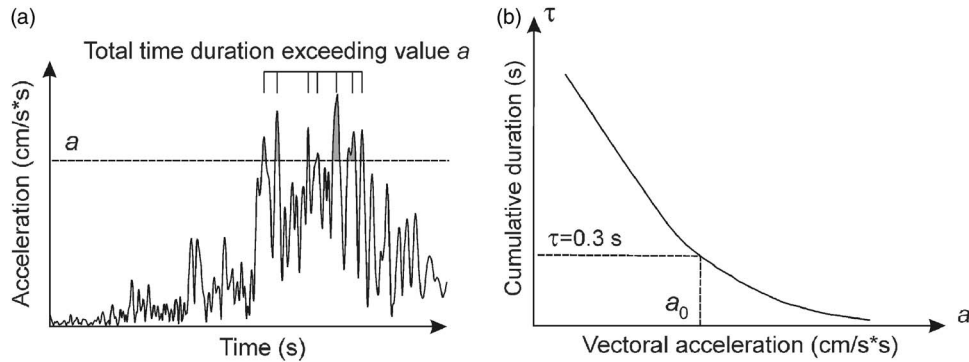 (a)
Total time duration exceeding value a
a
Acceleration (cm/s*s)
Time (s)
(b)
τ
Cumulative duration (s)
τ=0.3 s
a₀
a
Vectoral acceleration (cm/s*s)